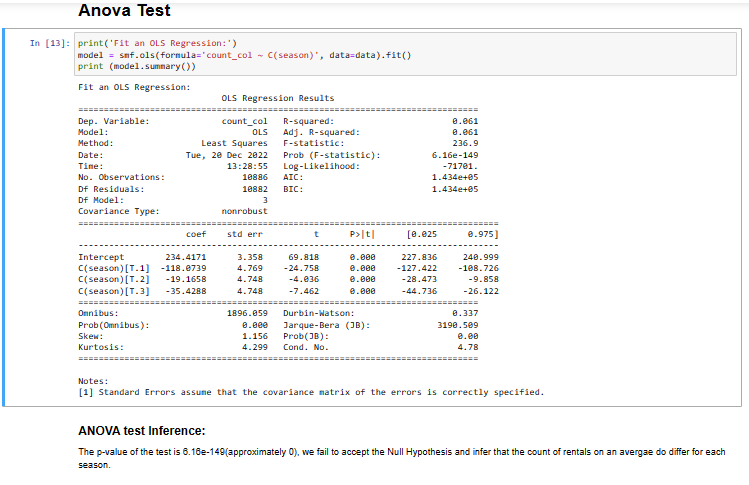 Anova Test
In [13]: print('Fit an OLS Regression:')
model = smf.ols(formula='count_col ~ C(season)', data=data).fit()
print (model.summary())
Fit an OLS Regression:
OLS Regression Results
==============================================================================
Dep. Variable: count_col R-squared: 0.061
Model: OLS Adj. R-squared: 0.061
Method: Least Squares F-statistic: 236.9
Date: Tue, 20 Dec 2022 Prob (F-statistic): 6.16e-149
Time: 13:28:55 Log-Likelihood: -71701.
No. Observations: 10886 AIC: 1.434e+05
Df Residuals: 10882 BIC: 1.434e+05
Df Model: 3
Covariance Type: nonrobust
==================================================================================
coef std err t P>|t| [0.025 0.975]
----------------------------------------------------------------------------------
Intercept 234.4171 3.358 69.818 0.000 227.836 240.999
C(season)[T.1] -118.0739 4.769 -24.758 0.000 -127.422 -108.726
C(season)[T.2] -19.1658 4.748 -4.036 0.000 -28.473 -9.858
C(season)[T.3] -35.4288 4.748 -7.462 0.000 -44.736 -26.122
==============================================================================
Omnibus: 1896.059 Durbin-Watson: 0.337
Prob(Omnibus): 0.000 Jarque-Bera (JB): 3190.509
Skew: 1.156 Prob(JB): 0.00
Kurtosis: 4.299 Cond. No. 4.78
==============================================================================
Notes:
[1] Standard Errors assume that the covariance matrix of the errors is correctly specified.
ANOVA test Inference:
The p-value of the test is 6.16e-149(approximately 0), we fail to accept the Null Hypothesis and infer that the count of rentals on an avergae do differ for each
season.